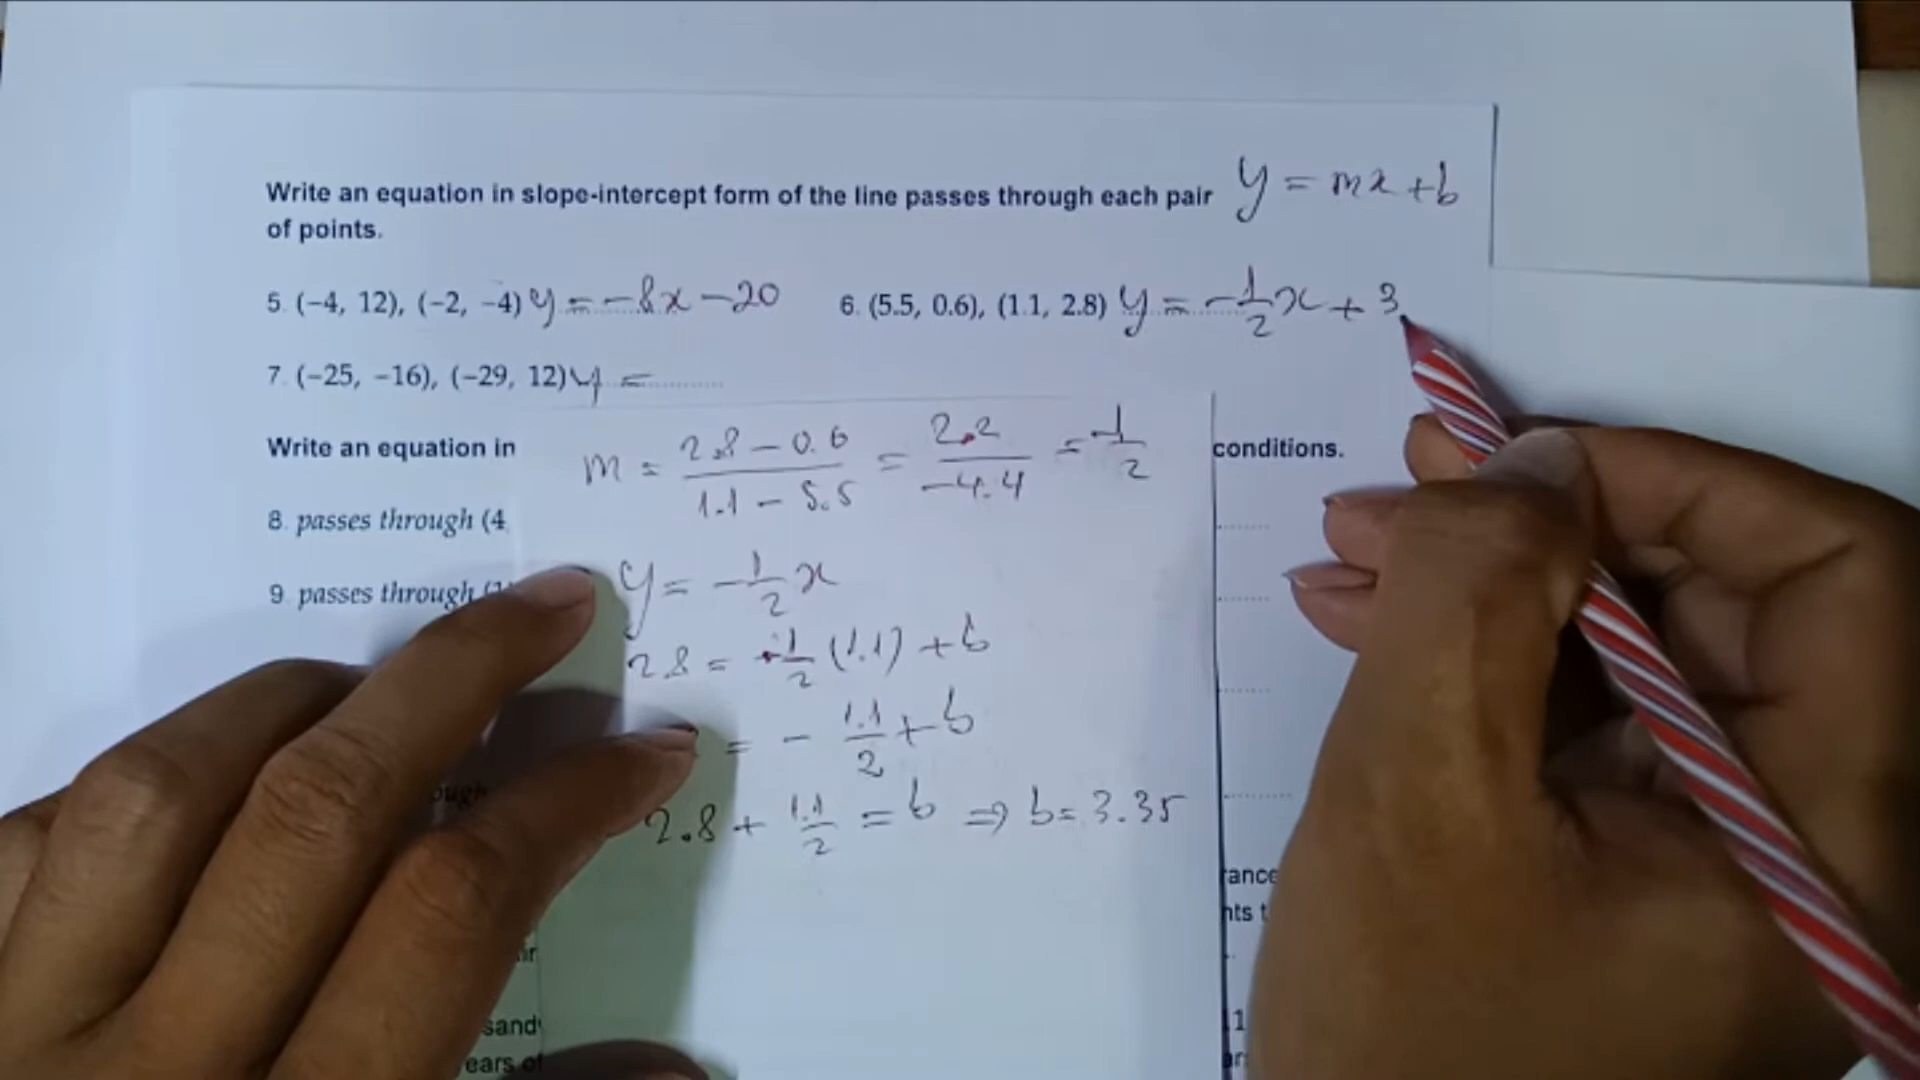 Write an equation in slope-intercept form of the line passes through each pair y = mx + b
of points.
5. (−4, 12), (−2, −4) y = −8x − 20 6. (5.5, 0.6), (1.1, 2.8) y = −1/2 x + 3.
7. (−25, −16), (−29, 12) y =
Write an equation in conditions.
m = 2.8 − 0.6 / 1.1 − 5.5 = 2.2 / −4.4 = −1/2
8. passes through (4,
y = −1/2 x
9. passes through
2.8 = −1/2 (1.1) + b
= − 1.1/2 + b
2.8 + 1.1/2 = b ⇒ b = 3.35